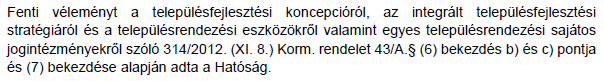 Fenti véleményt a településfejlesztési koncepcióról, az integrált településfejlesztési
stratégiáról és a településrendezési eszközökről valamint egyes településrendezési sajátos
jogintézményekről szóló 314/2012. (XI. 8.) Korm. rendelet 43/A.§ (6) bekezdés b) és c) pontja
és (7) bekezdése alapján adta a Hatóság.